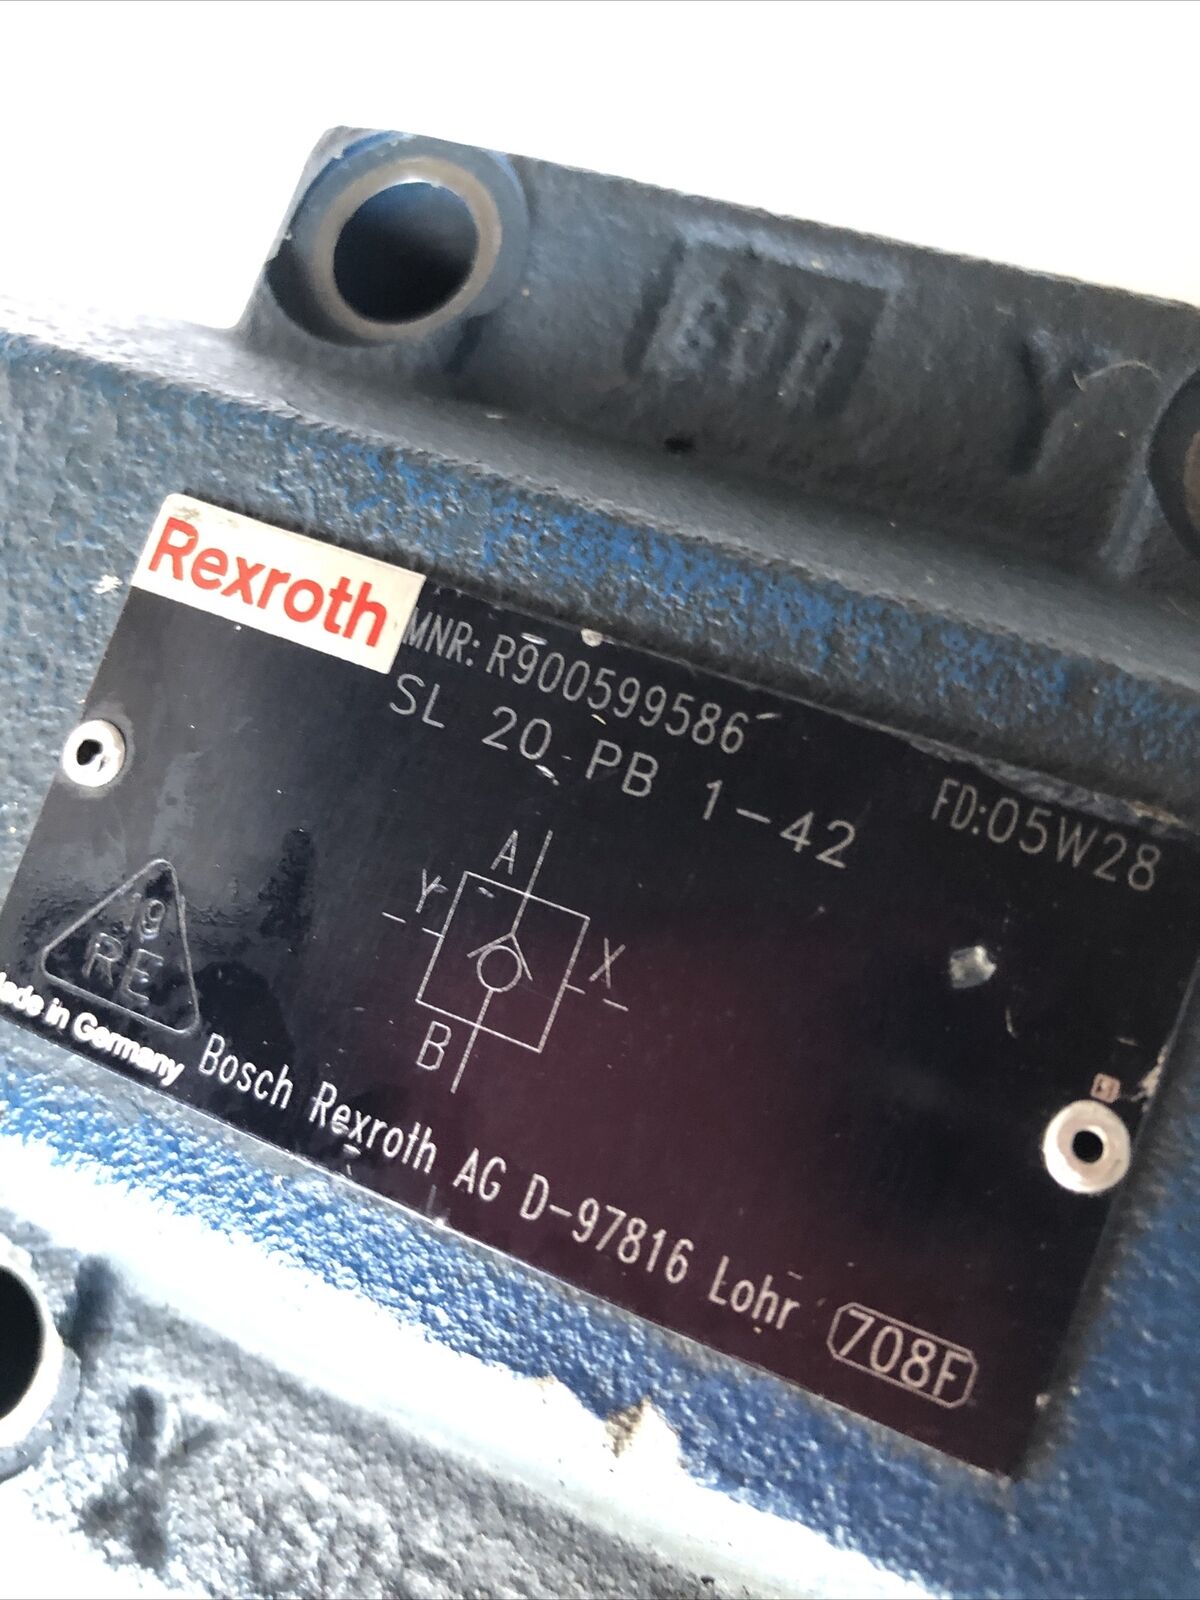 Y
Rexroth
MNR: R900599586
SL 20 PB 1-42
FD:05W28
A
Y
X
B
19
RE
Made in Germany
Bosch Rexroth AG D-97816 Lohr
708F
X